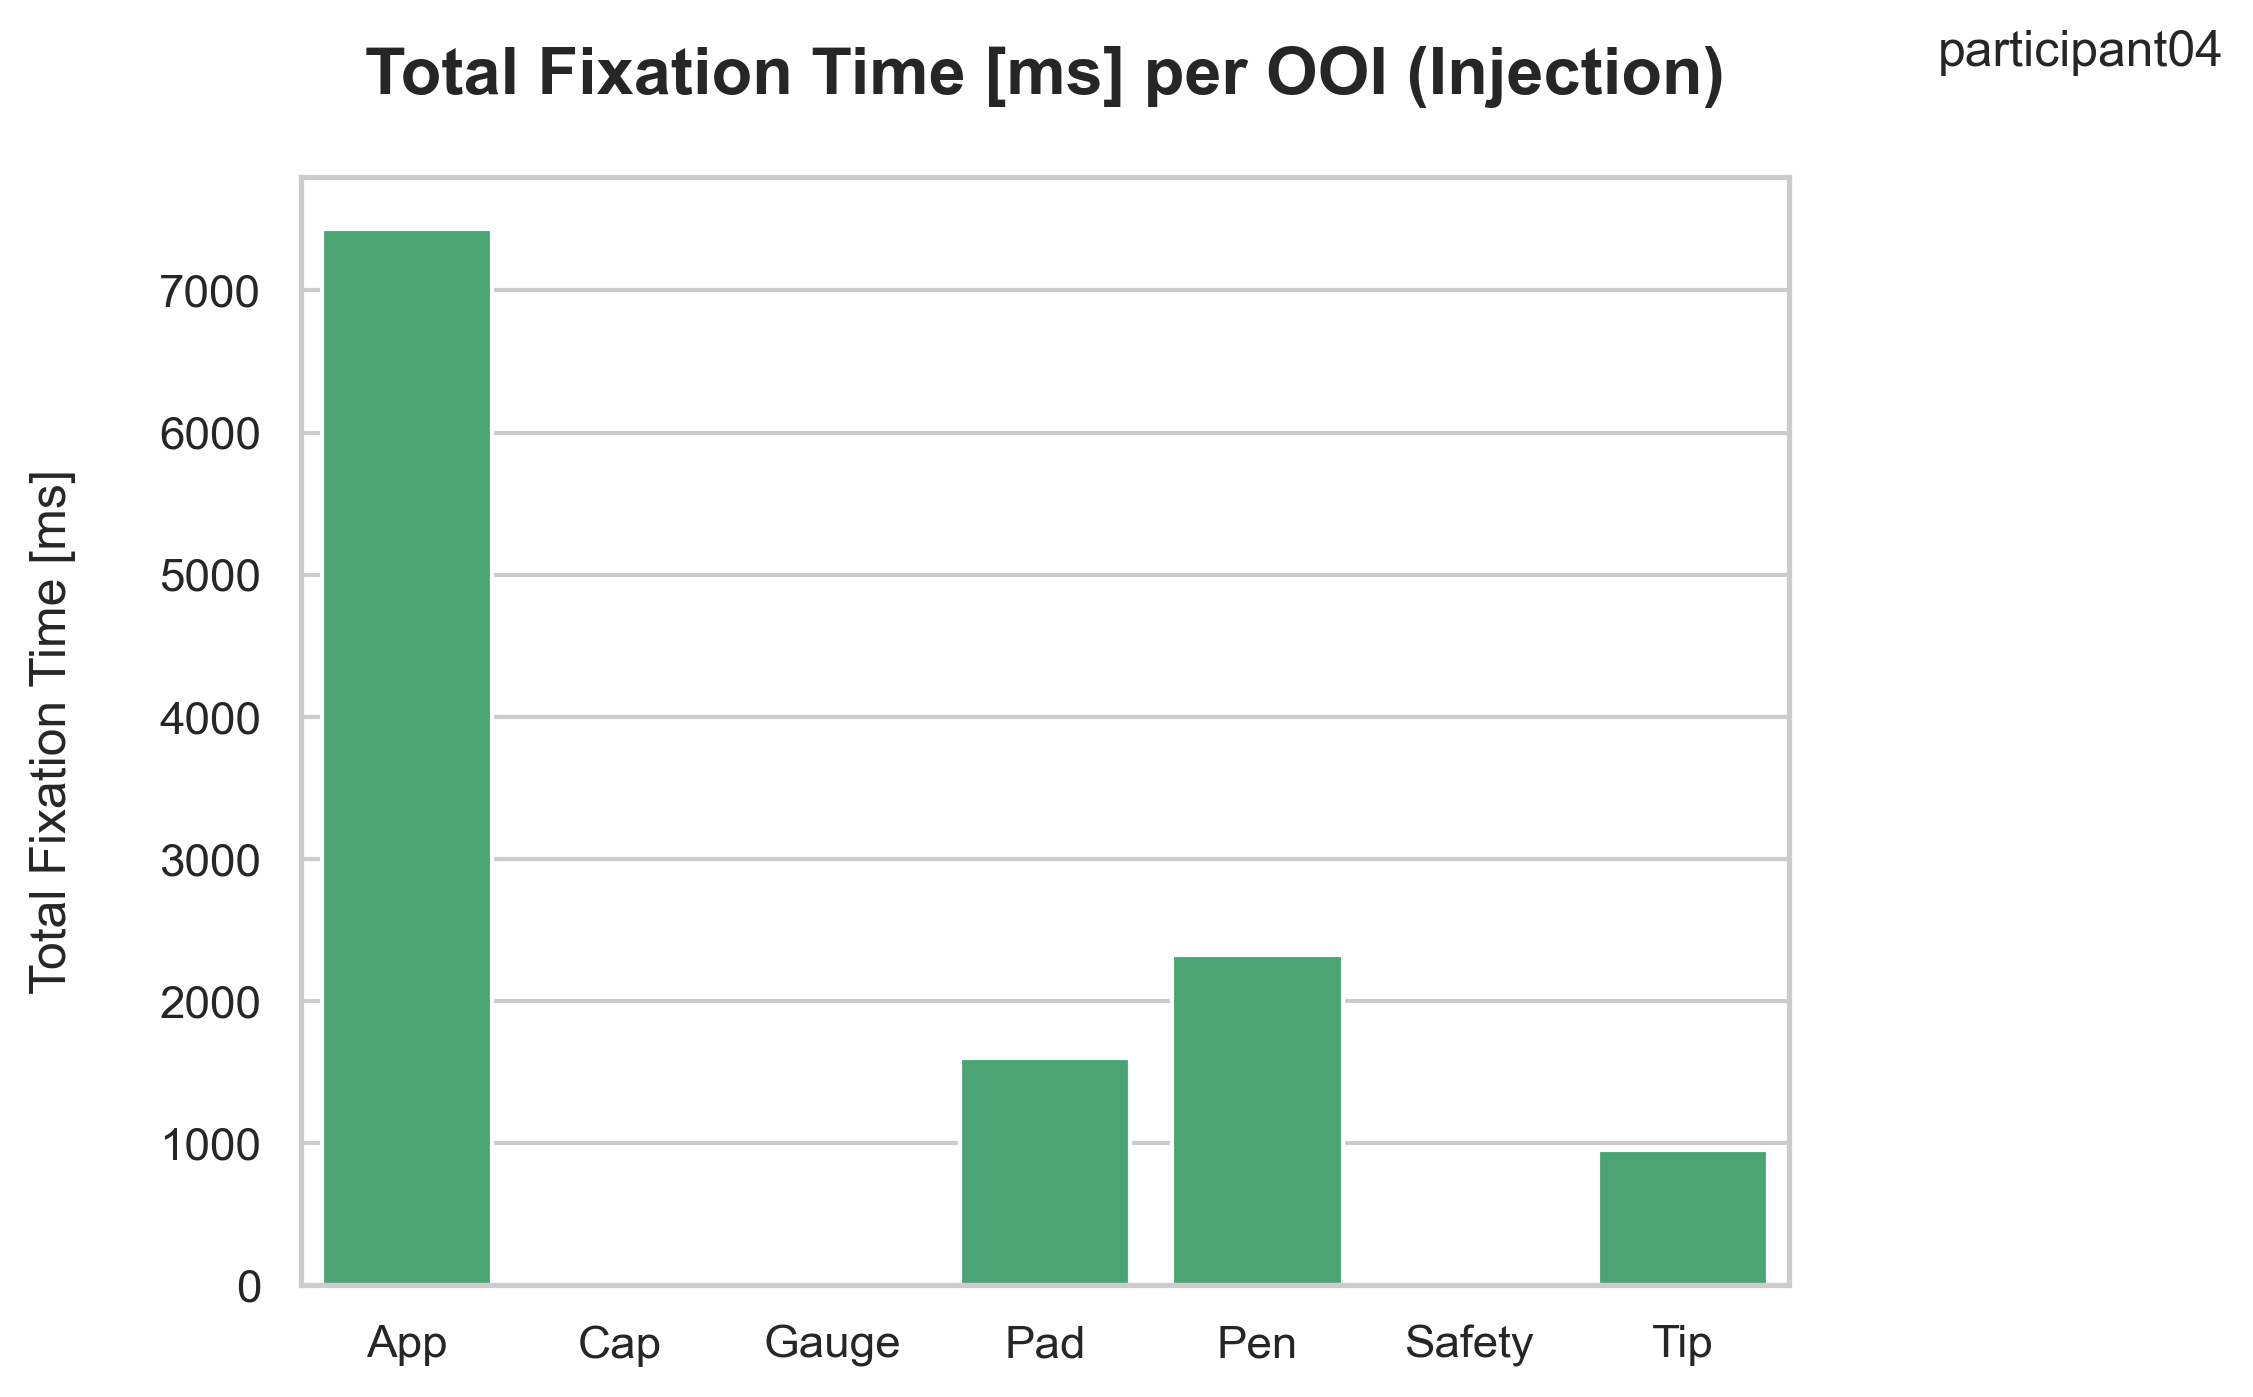 participant04
Total Fixation Time [ms] per OOI (Injection)
Total Fixation Time [ms]
7000
6000
5000
4000
3000
2000
1000
0
App Cap Gauge Pad Pen Safety Tip